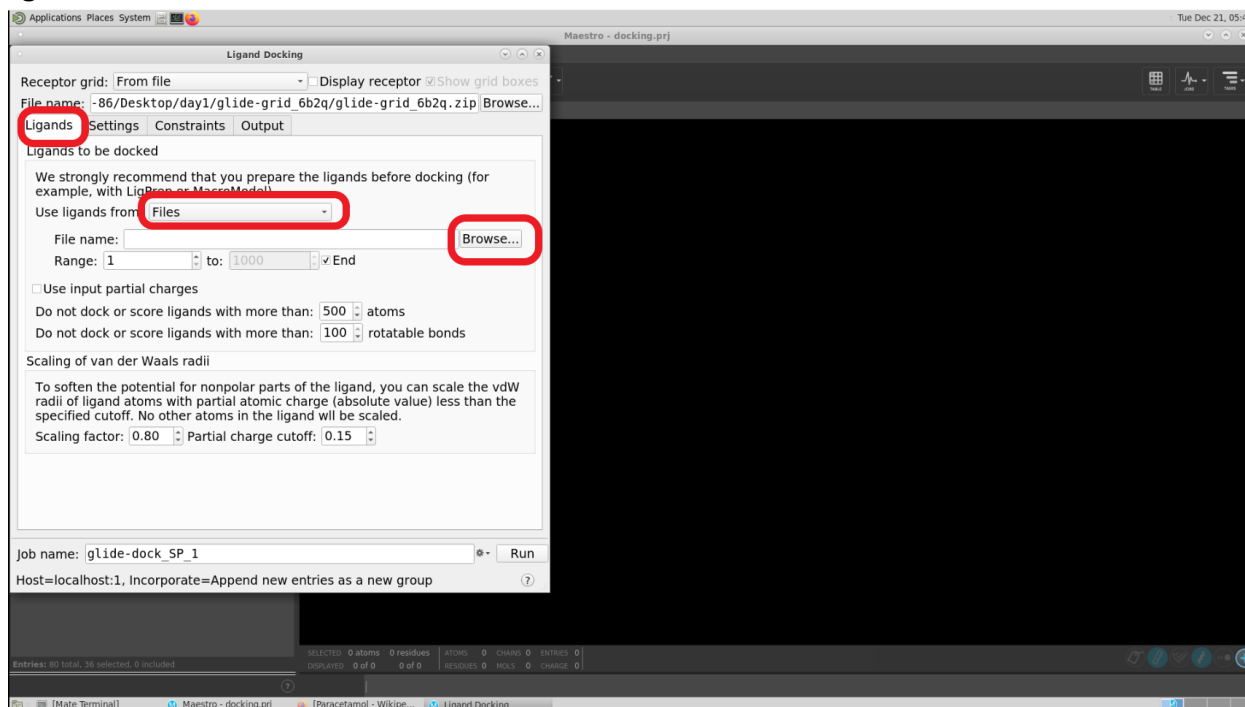 Applications Places System
Tue Dec 21, 05:4
Maestro - docking.prj
Ligand Docking
Receptor grid: From file
Display receptor
Show grid boxes
File name: -86/Desktop/day1/glide-grid_6b2q/glide-grid_6b2q.zip Browse...
Ligands Settings Constraints Output
Ligands to be docked
We strongly recommend that you prepare the ligands before docking (for
example, with LigPrep or MacroModel).
Use ligands from Files
File name: Browse...
Range: 1 to: 1000 End
Use input partial charges
Do not dock or score ligands with more than: 500 atoms
Do not dock or score ligands with more than: 100 rotatable bonds
Scaling of van der Waals radii
To soften the potential for nonpolar parts of the ligand, you can scale the vdW
radii of ligand atoms with partial atomic charge (absolute value) less than the
specified cutoff. No other atoms in the ligand wll be scaled.
Scaling factor: 0.80 Partial charge cutoff: 0.15
Job name: glide-dock_SP_1 Run
Host=localhost:1, Incorporate=Append new entries as a new group
TABLE JOBS TASKS
SELECTED 0 atoms 0 residues ATOMS 0 CHAINS 0 ENTRIES 0
Entries: 80 total, 36 selected, 0 included
DISPLAYED 0 of 0 0 of 0 RESIDUES 0 MOLS 0 CHARGE 0
[Mate Terminal] Maestro - docking.prj [Paracetamol - Wikipe... Ligand Docking